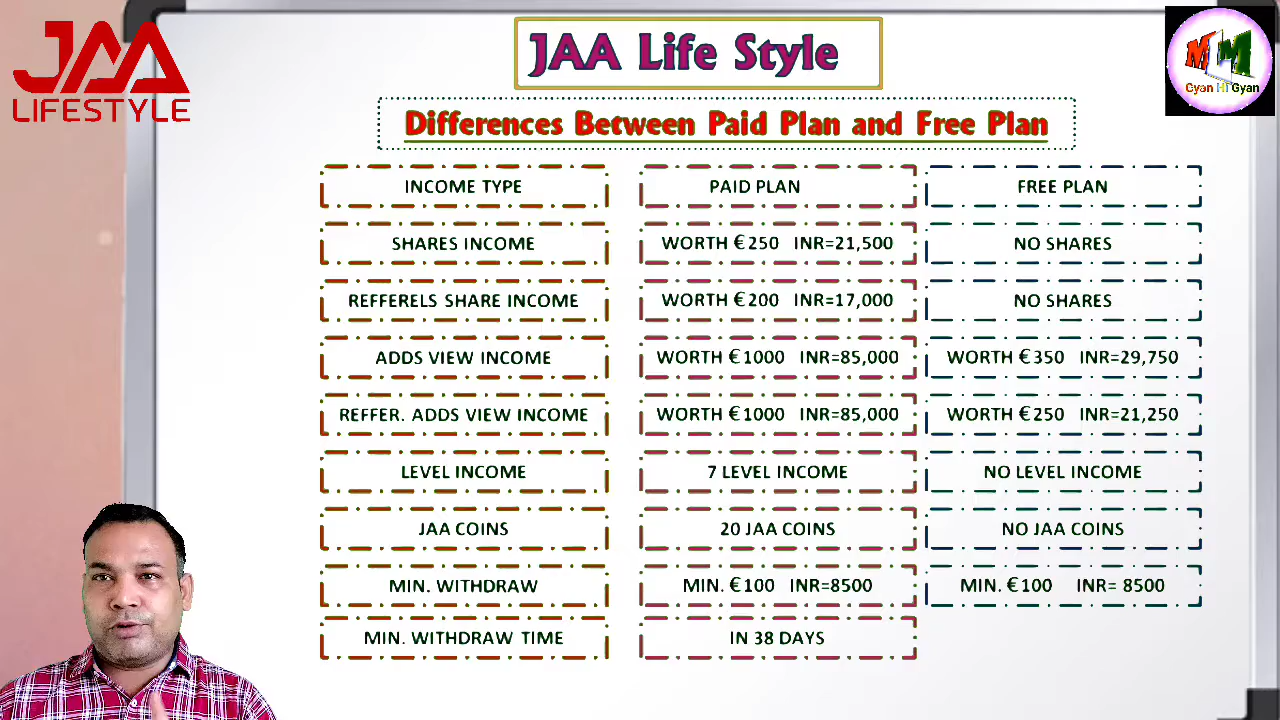 JAA
LIFESTYLE
JAA Life Style
MM
Gyan Hi Gyan
Differences Between Paid Plan and Free Plan
INCOME TYPE PAID PLAN FREE PLAN
SHARES INCOME WORTH €250 INR=21,500 NO SHARES
REFFERELS SHARE INCOME WORTH €200 INR=17,000 NO SHARES
ADDS VIEW INCOME WORTH €1000 INR=85,000 WORTH €350 INR=29,750
REFFER. ADDS VIEW INCOME WORTH €1000 INR=85,000 WORTH €250 INR=21,250
LEVEL INCOME 7 LEVEL INCOME NO LEVEL INCOME
JAA COINS 20 JAA COINS NO JAA COINS
MIN. WITHDRAW MIN. €100 INR=8500 MIN. €100 INR= 8500
MIN. WITHDRAW TIME IN 38 DAYS